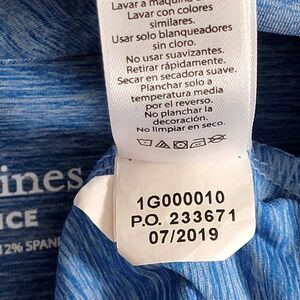 Lavar a máquina
Lavar con colores
similares.
Usar solo blanqueadores
sin cloro.
No usar suavizantes.
Retirar rápidamente.
Secar en secadora suave.
Planchar solo a
temperatura media
por el reverso.
No planchar la
decoración.
No limpiar en seco.
ines
NCE
12% SPAN
1G000010
P.O. 233671
07/2019